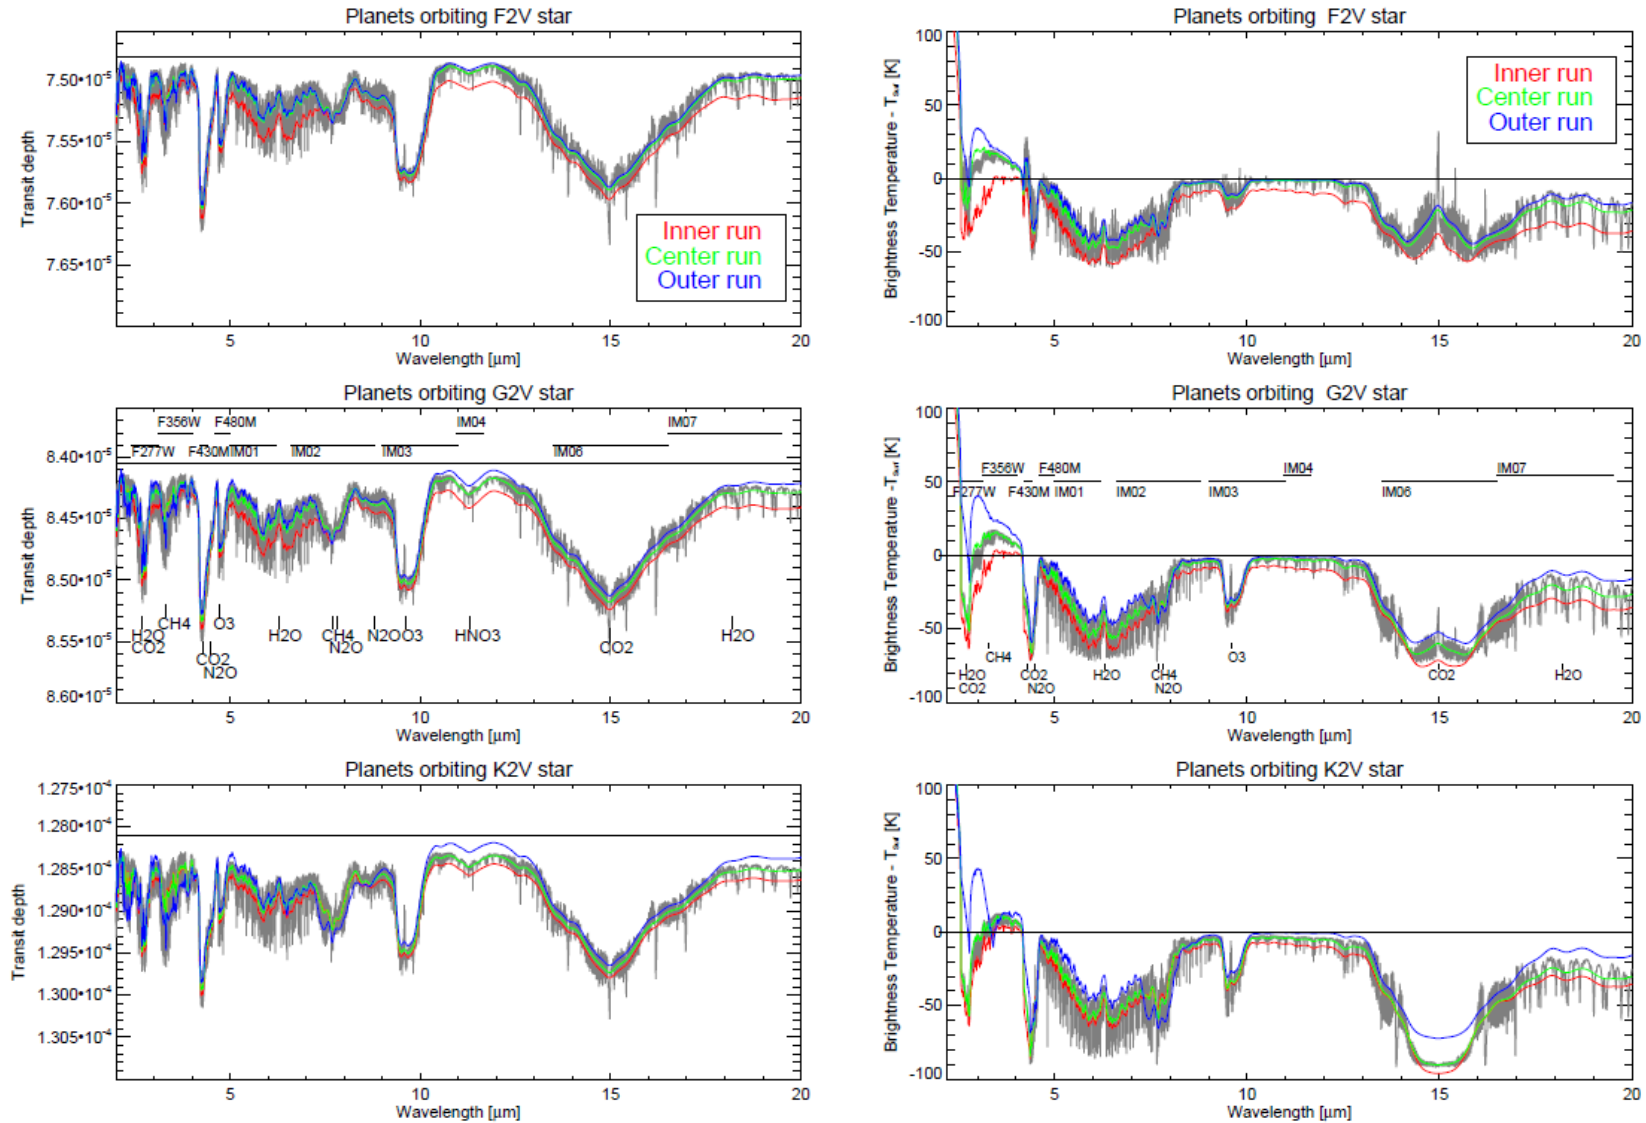 Planets orbiting F2V star
7.50•10⁻⁵
7.55•10⁻⁵
7.60•10⁻⁵
7.65•10⁻⁵
Transit depth
Inner run
Center run
Outer run
5 10 15 20
Wavelength [μm]
Planets orbiting F2V star
100
50
0
-50
-100
Brightness Temperature - T_Surf [K]
Inner run
Center run
Outer run
5 10 15 20
Wavelength [μm]
Planets orbiting G2V star
8.40•10⁻⁵
8.45•10⁻⁵
8.50•10⁻⁵
8.55•10⁻⁵
8.60•10⁻⁵
Transit depth
F356W F480M IM04 IM07
F277W F430M IM01 IM02 IM03 IM06
CH4 O3
H2O H2O CH4 N2O O3 HNO3 H2O
CO2 N2O CO2
CO2
N2O
5 10 15 20
Wavelength [μm]
Planets orbiting G2V star
100
50
0
-50
-100
Brightness Temperature -T_Surf [K]
F356W F480M IM04 IM07
F277W F430M IM01 IM02 IM03 IM06
CH4 O3
H2O CO2 H2O CH4 CO2 H2O
CO2 N2O N2O
5 10 15 20
Wavelength [μm]
Planets orbiting K2V star
1.275•10⁻⁴
1.280•10⁻⁴
1.285•10⁻⁴
1.290•10⁻⁴
1.295•10⁻⁴
1.300•10⁻⁴
1.305•10⁻⁴
Transit depth
5 10 15 20
Wavelength [μm]
Planets orbiting K2V star
100
50
0
-50
-100
Brightness Temperature - T_Surf [K]
5 10 15 20
Wavelength [μm]